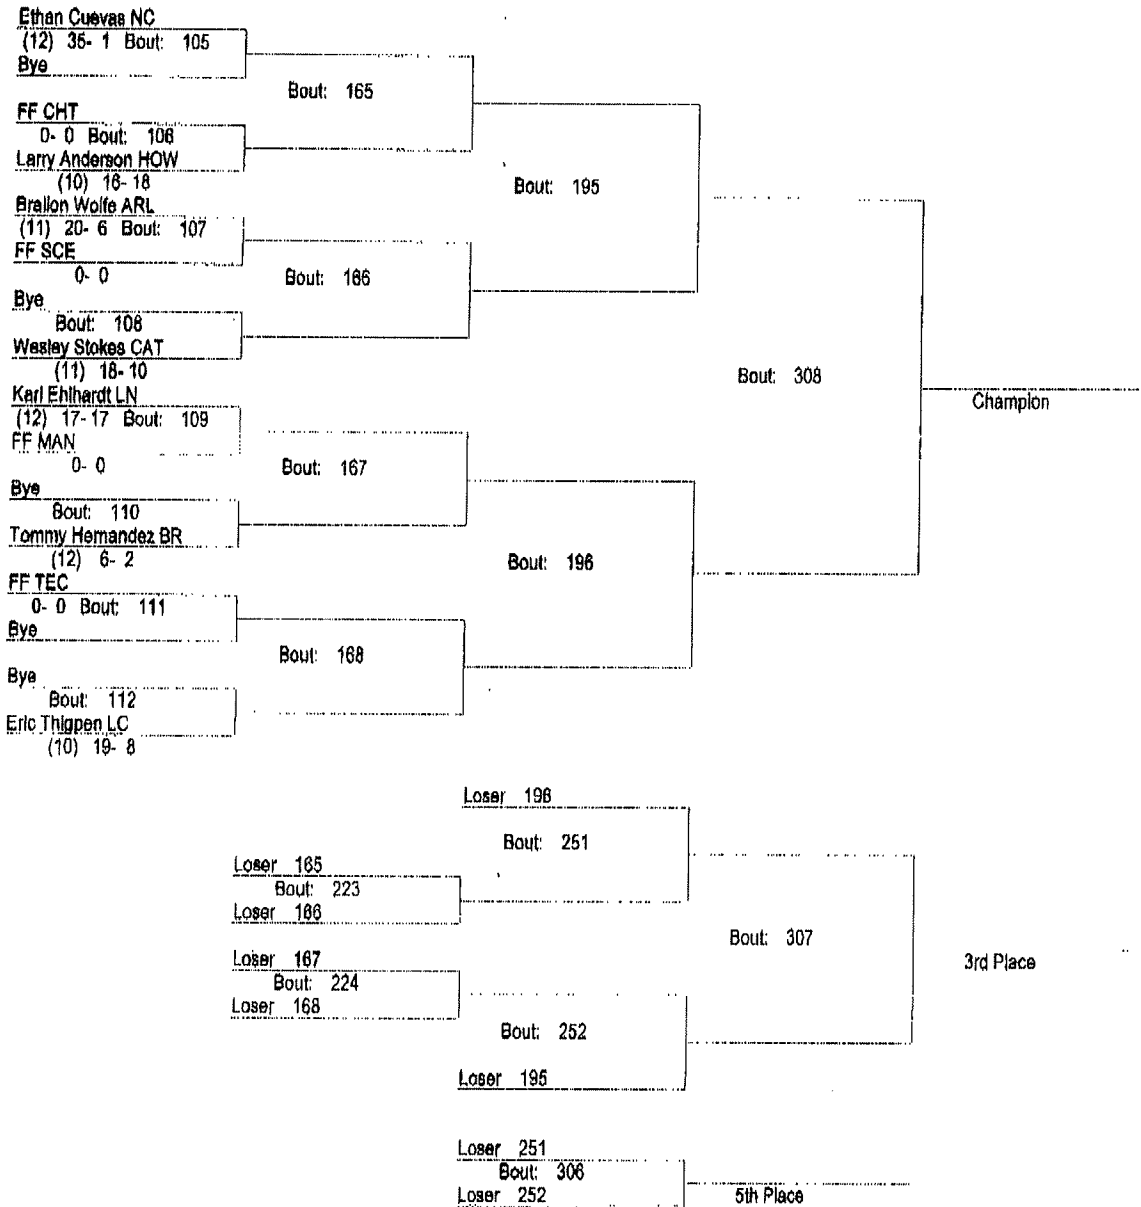 Ethan Cuevas NC
(12) 35- 1 Bout: 105
Bye
Bout: 165
FF CHT
0- 0 Bout: 106
Larry Anderson HOW
(10) 16- 18
Bout: 195
Brailon Wolfe ARL
(11) 20- 6 Bout: 107
FF SCE
0- 0
Bout: 166
Bye
Bout: 108
Wesley Stokes CAT
(11) 18- 10
Bout: 308
Champion
Karl Ehlhardt LN
(12) 17- 17 Bout: 109
FF MAN
0- 0
Bout: 167
Bye
Bout: 110
Tommy Hernandez BR
(12) 6- 2
Bout: 196
FF TEC
0- 0 Bout: 111
Bye
Bout: 168
Bye
Bout: 112
Eric Thigpen LC
(10) 19- 8
Loser 196
Bout: 251
Loser 165
Bout: 223
Loser 166
Bout: 307
3rd Place
Loser 167
Bout: 224
Loser 168
Bout: 252
Loser 195
Loser 251
Bout: 306
Loser 252
5th Place